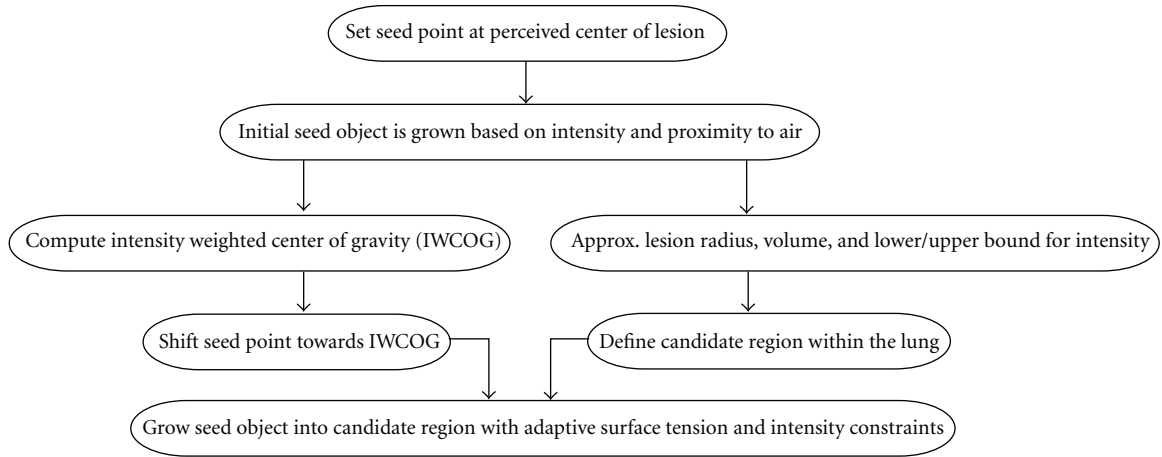 Set seed point at perceived center of lesion
Initial seed object is grown based on intensity and proximity to air
Compute intensity weighted center of gravity (IWCOG)
Approx. lesion radius, volume, and lower/upper bound for intensity
Shift seed point towards IWCOG
Define candidate region within the lung
Grow seed object into candidate region with adaptive surface tension and intensity constraints